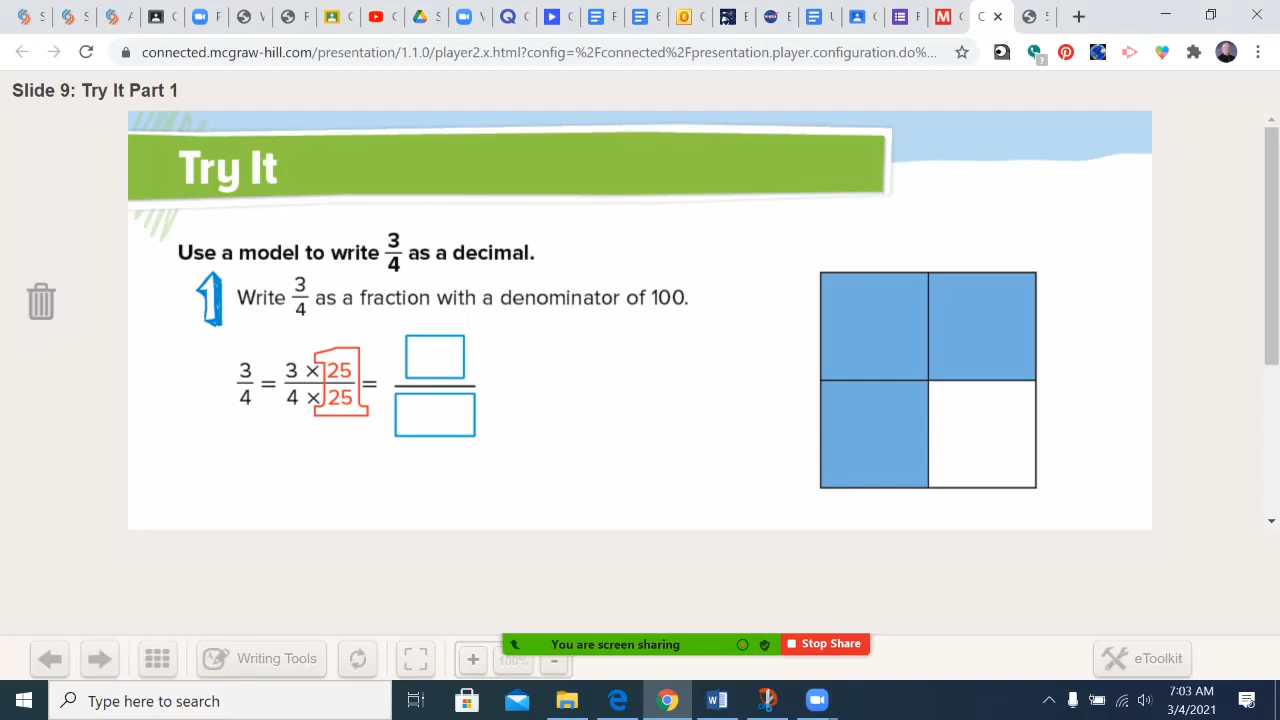 connected.mcgraw-hill.com/presentation/1.1.0/player2.x.html?config=%2Fconnected%2Fpresentation.player.configuration.do%...
Slide 9: Try It Part 1
Try It
Use a model to write 3/4 as a decimal.
1 Write 3/4 as a fraction with a denominator of 100.
3/4 = 3 × 25 / 4 × 25 =
You are screen sharing
Stop Share
Writing Tools
100%
eToolkit
Type here to search
7:03 AM
3/4/2021